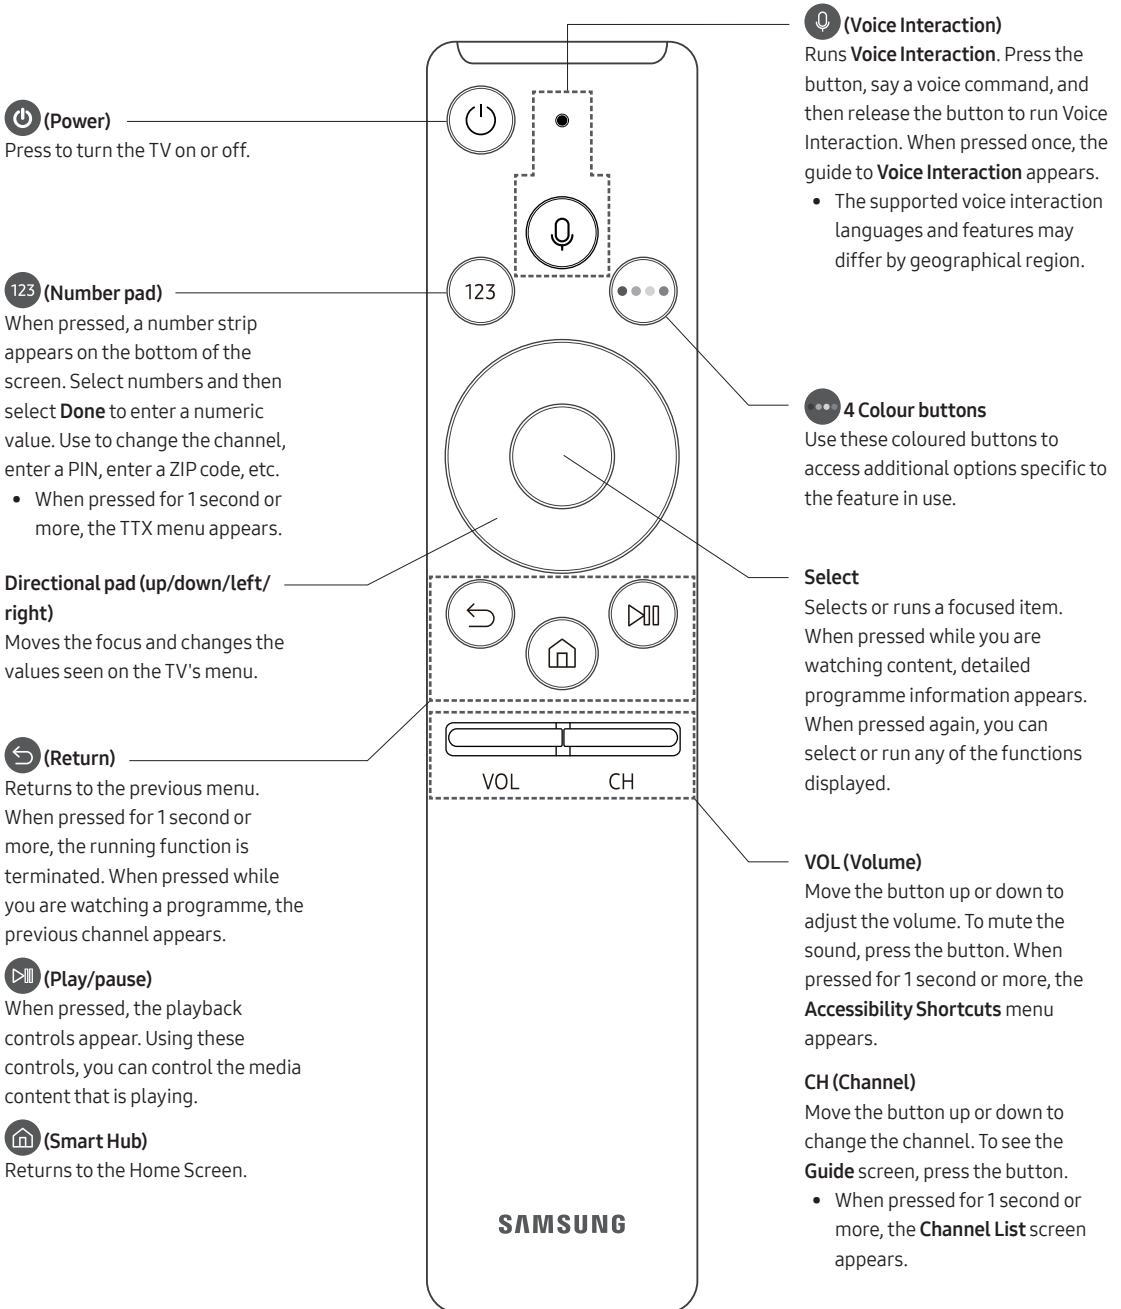 (Power)
Press to turn the TV on or off.
123 (Number pad)
When pressed, a number strip
appears on the bottom of the
screen. Select numbers and then
select Done to enter a numeric
value. Use to change the channel,
enter a PIN, enter a ZIP code, etc.
• When pressed for 1 second or
more, the TTX menu appears.
Directional pad (up/down/left/
right)
Moves the focus and changes the
values seen on the TV's menu.
(Return)
Returns to the previous menu.
When pressed for 1 second or
more, the running function is
terminated. When pressed while
you are watching a programme, the
previous channel appears.
(Play/pause)
When pressed, the playback
controls appear. Using these
controls, you can control the media
content that is playing.
(Smart Hub)
Returns to the Home Screen.
123
VOL CH
SAMSUNG
(Voice Interaction)
Runs Voice Interaction. Press the
button, say a voice command, and
then release the button to run Voice
Interaction. When pressed once, the
guide to Voice Interaction appears.
• The supported voice interaction
languages and features may
differ by geographical region.
4 Colour buttons
Use these coloured buttons to
access additional options specific to
the feature in use.
Select
Selects or runs a focused item.
When pressed while you are
watching content, detailed
programme information appears.
When pressed again, you can
select or run any of the functions
displayed.
VOL (Volume)
Move the button up or down to
adjust the volume. To mute the
sound, press the button. When
pressed for 1 second or more, the
Accessibility Shortcuts menu
appears.
CH (Channel)
Move the button up or down to
change the channel. To see the
Guide screen, press the button.
• When pressed for 1 second or
more, the Channel List screen
appears.